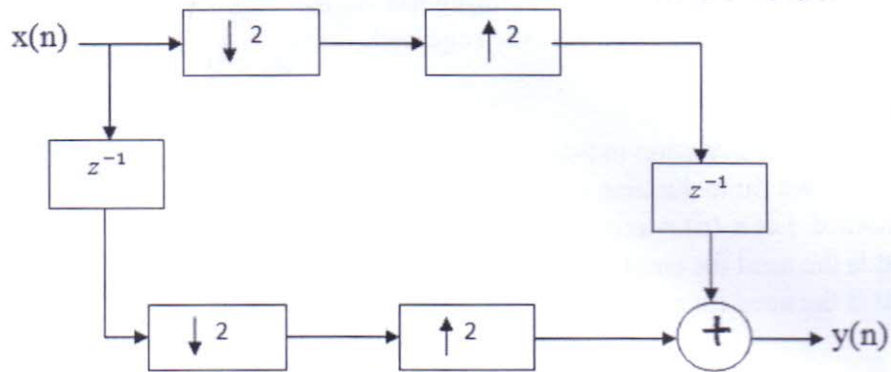 x(n)
↓ 2
↑ 2
z⁻¹
z⁻¹
↓ 2
↑ 2
+
y(n)